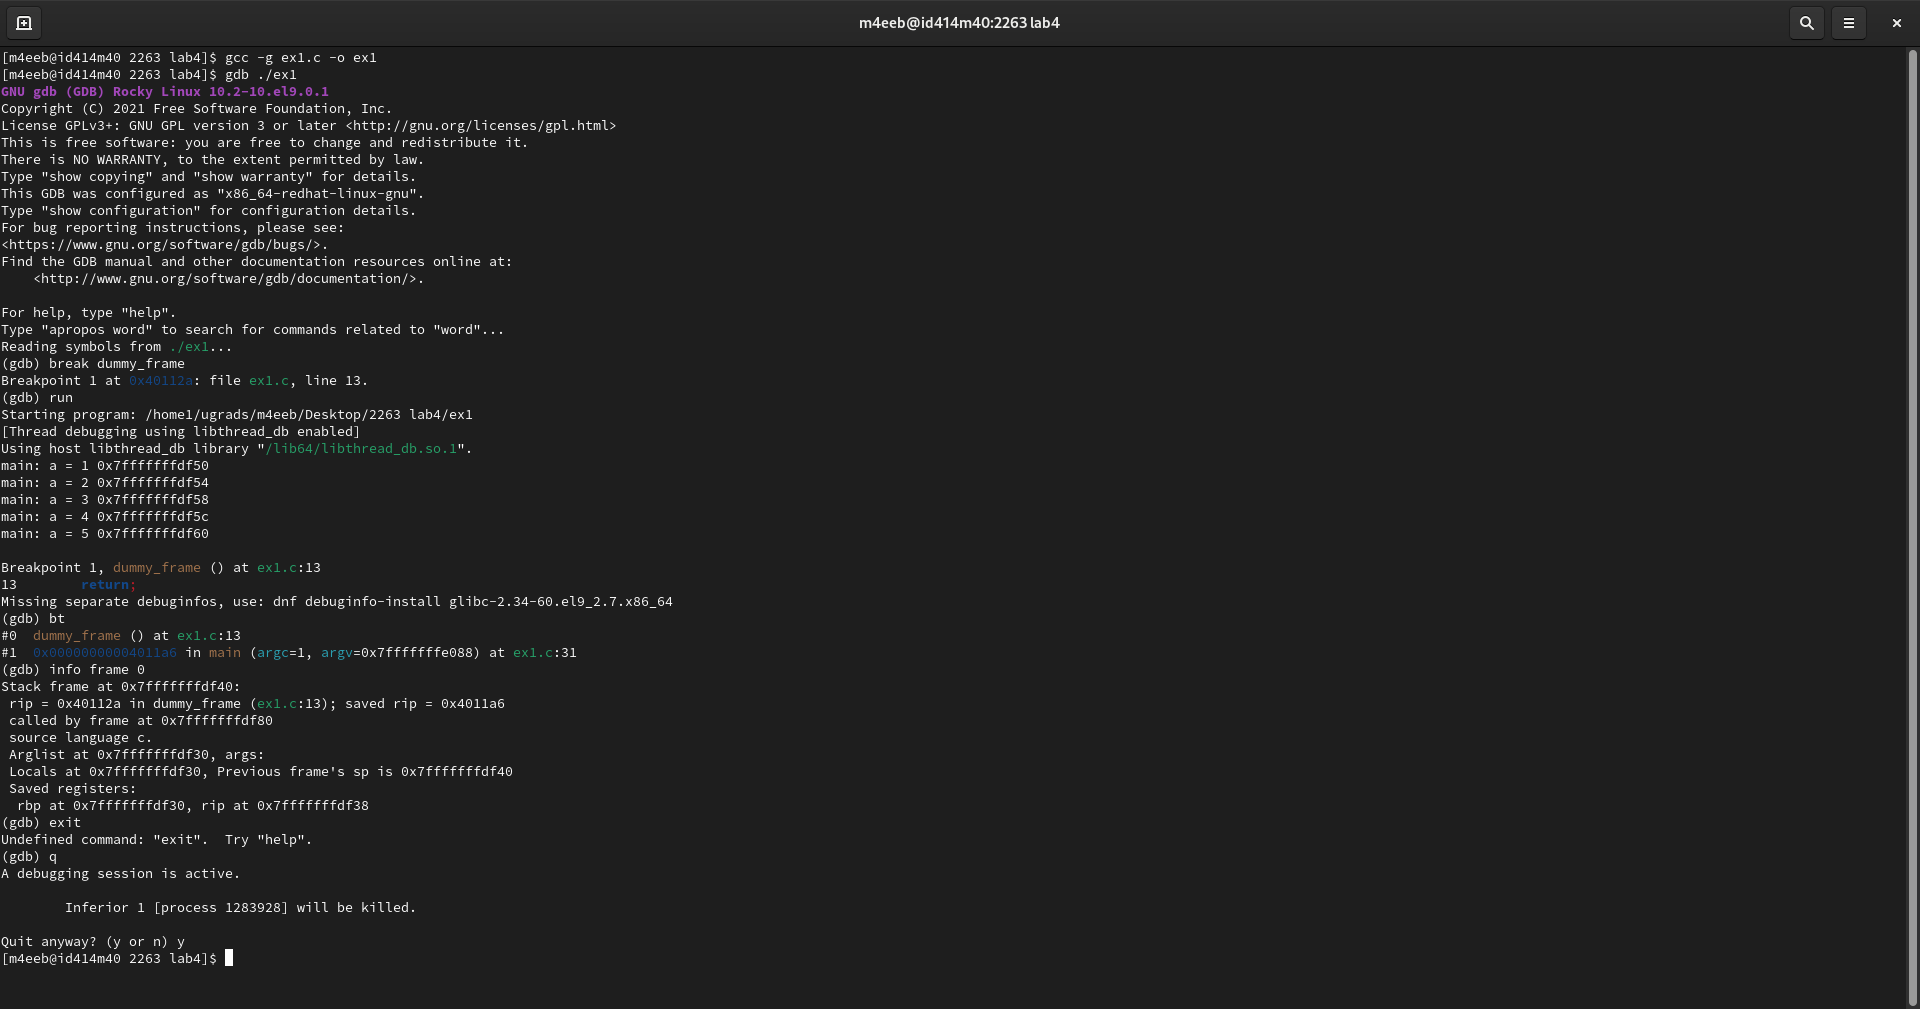 m4eeb@id414m40:2263 lab4
[m4eeb@id414m40 2263 lab4]$ gcc -g ex1.c -o ex1
[m4eeb@id414m40 2263 lab4]$ gdb ./ex1
GNU gdb (GDB) Rocky Linux 10.2-10.el9.0.1
Copyright (C) 2021 Free Software Foundation, Inc.
License GPLv3+: GNU GPL version 3 or later <http://gnu.org/licenses/gpl.html>
This is free software: you are free to change and redistribute it.
There is NO WARRANTY, to the extent permitted by law.
Type "show copying" and "show warranty" for details.
This GDB was configured as "x86_64-redhat-linux-gnu".
Type "show configuration" for configuration details.
For bug reporting instructions, please see:
<https://www.gnu.org/software/gdb/bugs/>.
Find the GDB manual and other documentation resources online at:
    <http://www.gnu.org/software/gdb/documentation/>.

For help, type "help".
Type "apropos word" to search for commands related to "word"...
Reading symbols from ./ex1...
(gdb) break dummy_frame
Breakpoint 1 at 0x40112a: file ex1.c, line 13.
(gdb) run
Starting program: /home1/ugrads/m4eeb/Desktop/2263 lab4/ex1
[Thread debugging using libthread_db enabled]
Using host libthread_db library "/lib64/libthread_db.so.1".
main: a = 1 0x7fffffffdf50
main: a = 2 0x7fffffffdf54
main: a = 3 0x7fffffffdf58
main: a = 4 0x7fffffffdf5c
main: a = 5 0x7fffffffdf60

Breakpoint 1, dummy_frame () at ex1.c:13
13        return;
Missing separate debuginfos, use: dnf debuginfo-install glibc-2.34-60.el9_2.7.x86_64
(gdb) bt
#0  dummy_frame () at ex1.c:13
#1  0x00000000004011a6 in main (argc=1, argv=0x7fffffffe088) at ex1.c:31
(gdb) info frame 0
Stack frame at 0x7fffffffdf40:
 rip = 0x40112a in dummy_frame (ex1.c:13); saved rip = 0x4011a6
 called by frame at 0x7fffffffdf80
 source language c.
 Arglist at 0x7fffffffdf30, args:
 Locals at 0x7fffffffdf30, Previous frame's sp is 0x7fffffffdf40
 Saved registers:
  rbp at 0x7fffffffdf30, rip at 0x7fffffffdf38
(gdb) exit
Undefined command: "exit".  Try "help".
(gdb) q
A debugging session is active.

        Inferior 1 [process 1283928] will be killed.

Quit anyway? (y or n) y
[m4eeb@id414m40 2263 lab4]$